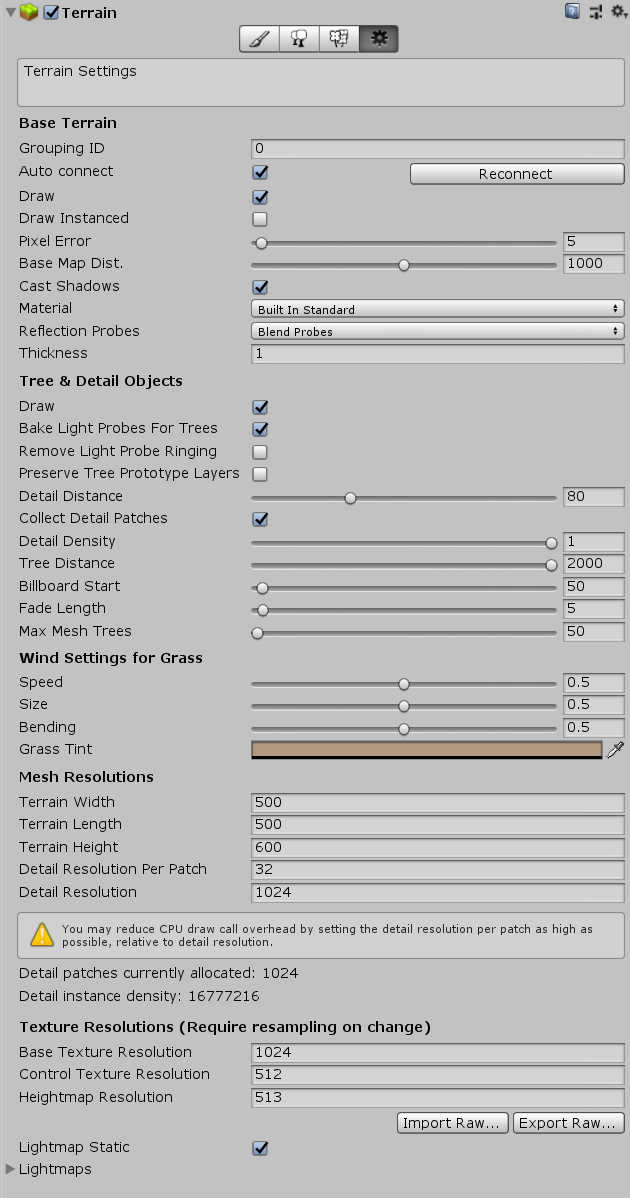 Terrain
Terrain Settings
Base Terrain
Grouping ID 0
Auto connect Reconnect
Draw
Draw Instanced
Pixel Error 5
Base Map Dist. 1000
Cast Shadows
Material Built In Standard
Reflection Probes Blend Probes
Thickness 1
Tree & Detail Objects
Draw
Bake Light Probes For Trees
Remove Light Probe Ringing
Preserve Tree Prototype Layers
Detail Distance 80
Collect Detail Patches
Detail Density 1
Tree Distance 2000
Billboard Start 50
Fade Length 5
Max Mesh Trees 50
Wind Settings for Grass
Speed 0.5
Size 0.5
Bending 0.5
Grass Tint
Mesh Resolutions
Terrain Width 500
Terrain Length 500
Terrain Height 600
Detail Resolution Per Patch 32
Detail Resolution 1024
You may reduce CPU draw call overhead by setting the detail resolution per patch as high as
possible, relative to detail resolution.
Detail patches currently allocated: 1024
Detail instance density: 16777216
Texture Resolutions (Require resampling on change)
Base Texture Resolution 1024
Control Texture Resolution 512
Heightmap Resolution 513
Import Raw... Export Raw...
Lightmap Static
Lightmaps